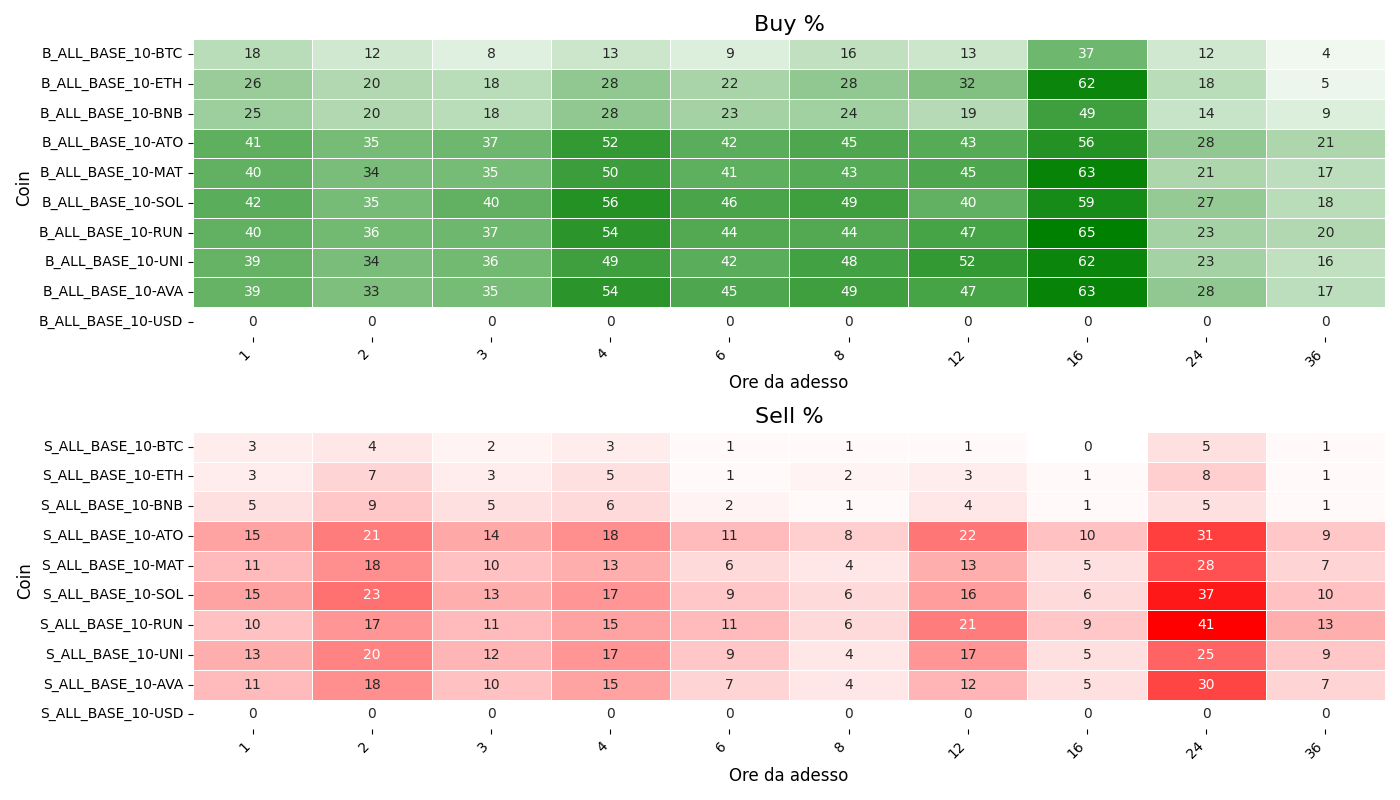 Buy %
Coin
B_ALL_BASE_10-BTC 18 12 8 13 9 16 13 37 12 4
B_ALL_BASE_10-ETH 26 20 18 28 22 28 32 62 18 5
B_ALL_BASE_10-BNB 25 20 18 28 23 24 19 49 14 9
B_ALL_BASE_10-ATO 41 35 37 52 42 45 43 56 28 21
B_ALL_BASE_10-MAT 40 34 35 50 41 43 45 63 21 17
B_ALL_BASE_10-SOL 42 35 40 56 46 49 40 59 27 18
B_ALL_BASE_10-RUN 40 36 37 54 44 44 47 65 23 20
B_ALL_BASE_10-UNI 39 34 36 49 42 48 52 62 23 16
B_ALL_BASE_10-AVA 39 33 35 54 45 49 47 63 28 17
B_ALL_BASE_10-USD 0 0 0 0 0 0 0 0 0 0
1 2 3 4 6 8 12 16 24 36
Ore da adesso
Sell %
Coin
S_ALL_BASE_10-BTC 3 4 2 3 1 1 1 0 5 1
S_ALL_BASE_10-ETH 3 7 3 5 1 2 3 1 8 1
S_ALL_BASE_10-BNB 5 9 5 6 2 1 4 1 5 1
S_ALL_BASE_10-ATO 15 21 14 18 11 8 22 10 31 9
S_ALL_BASE_10-MAT 11 18 10 13 6 4 13 5 28 7
S_ALL_BASE_10-SOL 15 23 13 17 9 6 16 6 37 10
S_ALL_BASE_10-RUN 10 17 11 15 11 6 21 9 41 13
S_ALL_BASE_10-UNI 13 20 12 17 9 4 17 5 25 9
S_ALL_BASE_10-AVA 11 18 10 15 7 4 12 5 30 7
S_ALL_BASE_10-USD 0 0 0 0 0 0 0 0 0 0
1 2 3 4 6 8 12 16 24 36
Ore da adesso